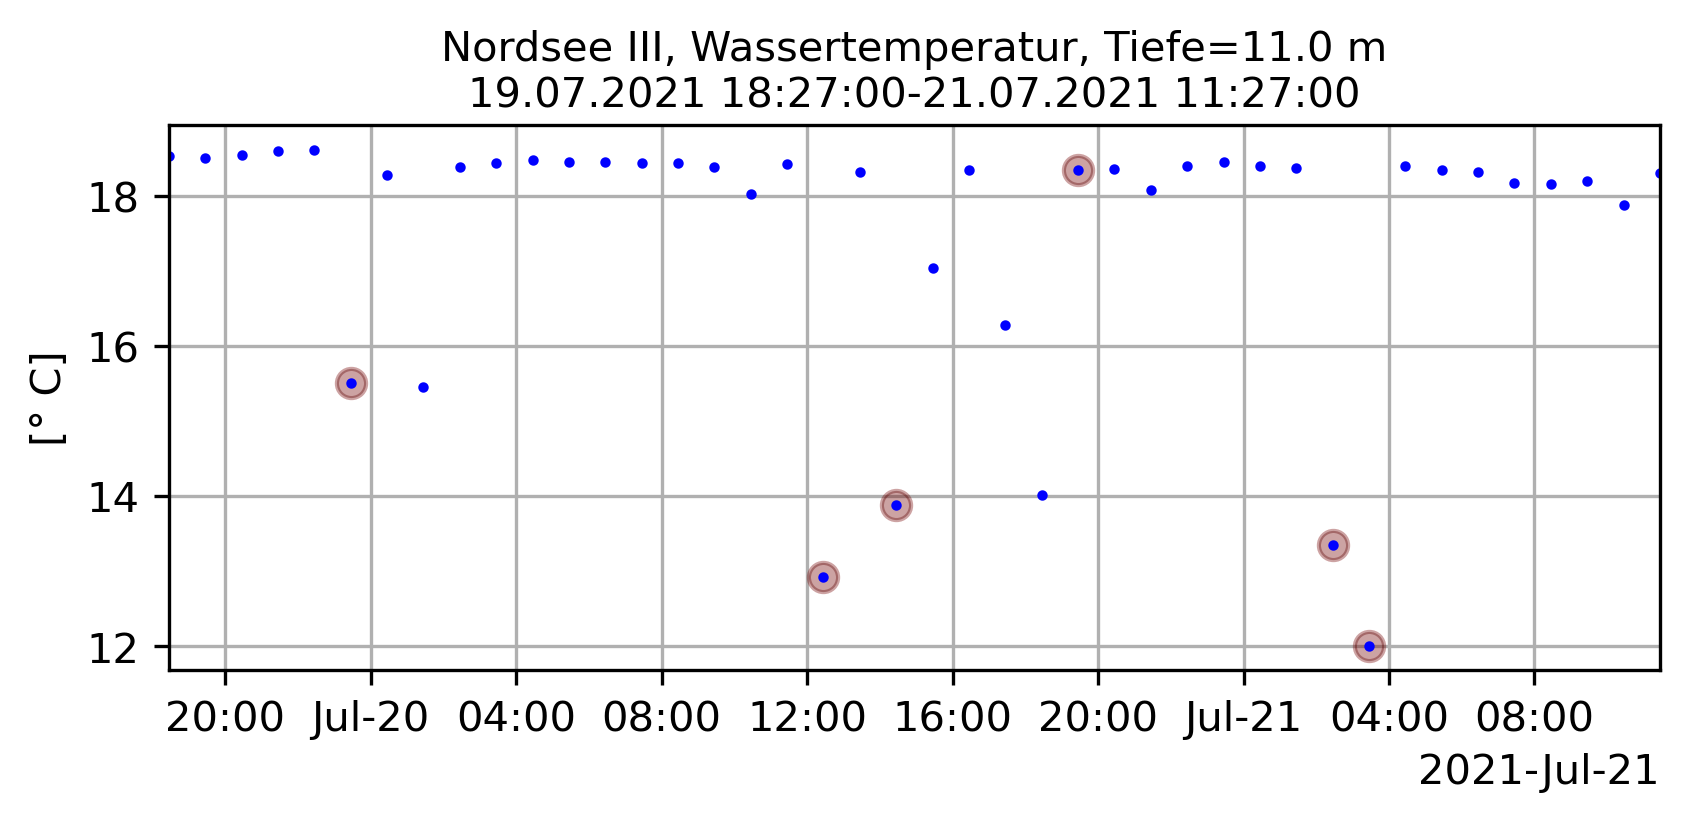 Nordsee III, Wassertemperatur, Tiefe=11.0 m
19.07.2021 18:27:00-21.07.2021 11:27:00
[° C]
18
16
14
12
20:00 Jul-20 04:00 08:00 12:00 16:00 20:00 Jul-21 04:00 08:00
2021-Jul-21